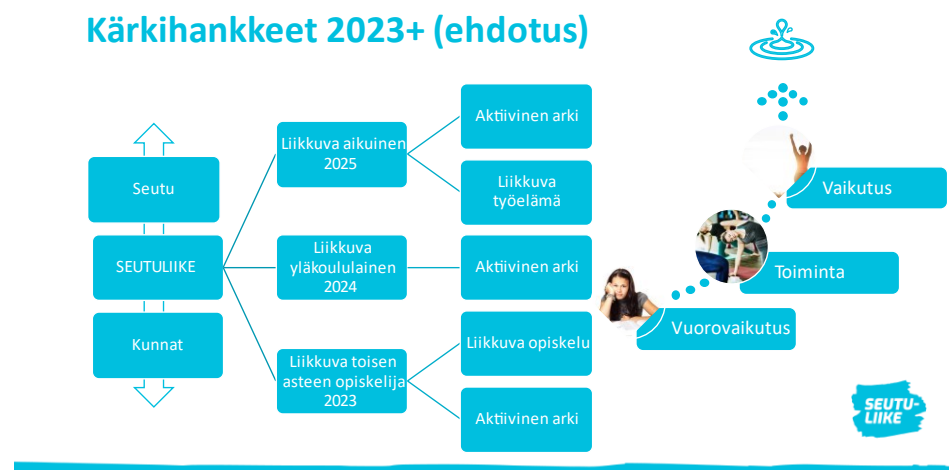 Kärkihankkeet 2023+ (ehdotus)
Seutu
SEUTULIIKE
Kunnat
Liikkuva aikuinen
2025
Liikkuva
yläkoululainen
2024
Liikkuva toisen
asteen opiskelija
2023
Aktiivinen arki
Liikkuva
työelämä
Aktiivinen arki
Liikkuva opiskelu
Aktiivinen arki
Vaikutus
Toiminta
Vuorovaikutus
SEUTU-
LIIKE